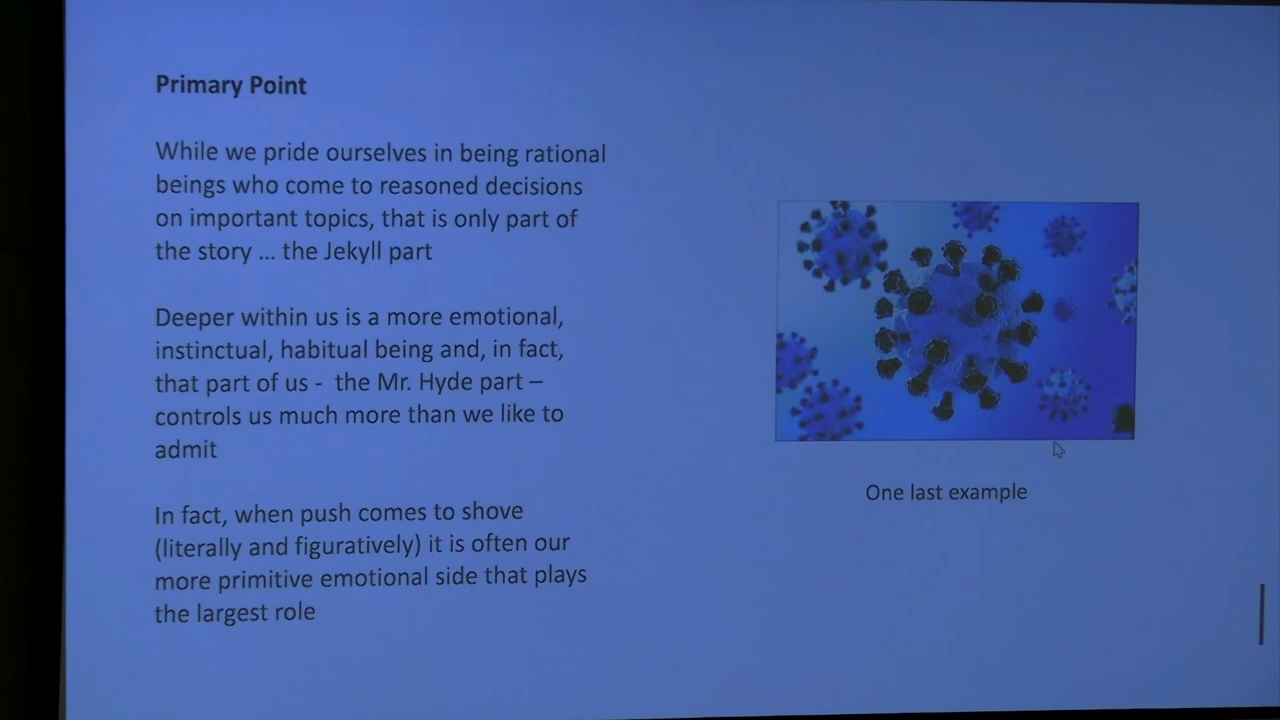 Primary Point
While we pride ourselves in being rational
beings who come to reasoned decisions
on important topics, that is only part of
the story ... the Jekyll part
Deeper within us is a more emotional,
instinctual, habitual being and, in fact,
that part of us - the Mr. Hyde part –
controls us much more than we like to
admit
In fact, when push comes to shove
(literally and figuratively) it is often our
more primitive emotional side that plays
the largest role
One last example